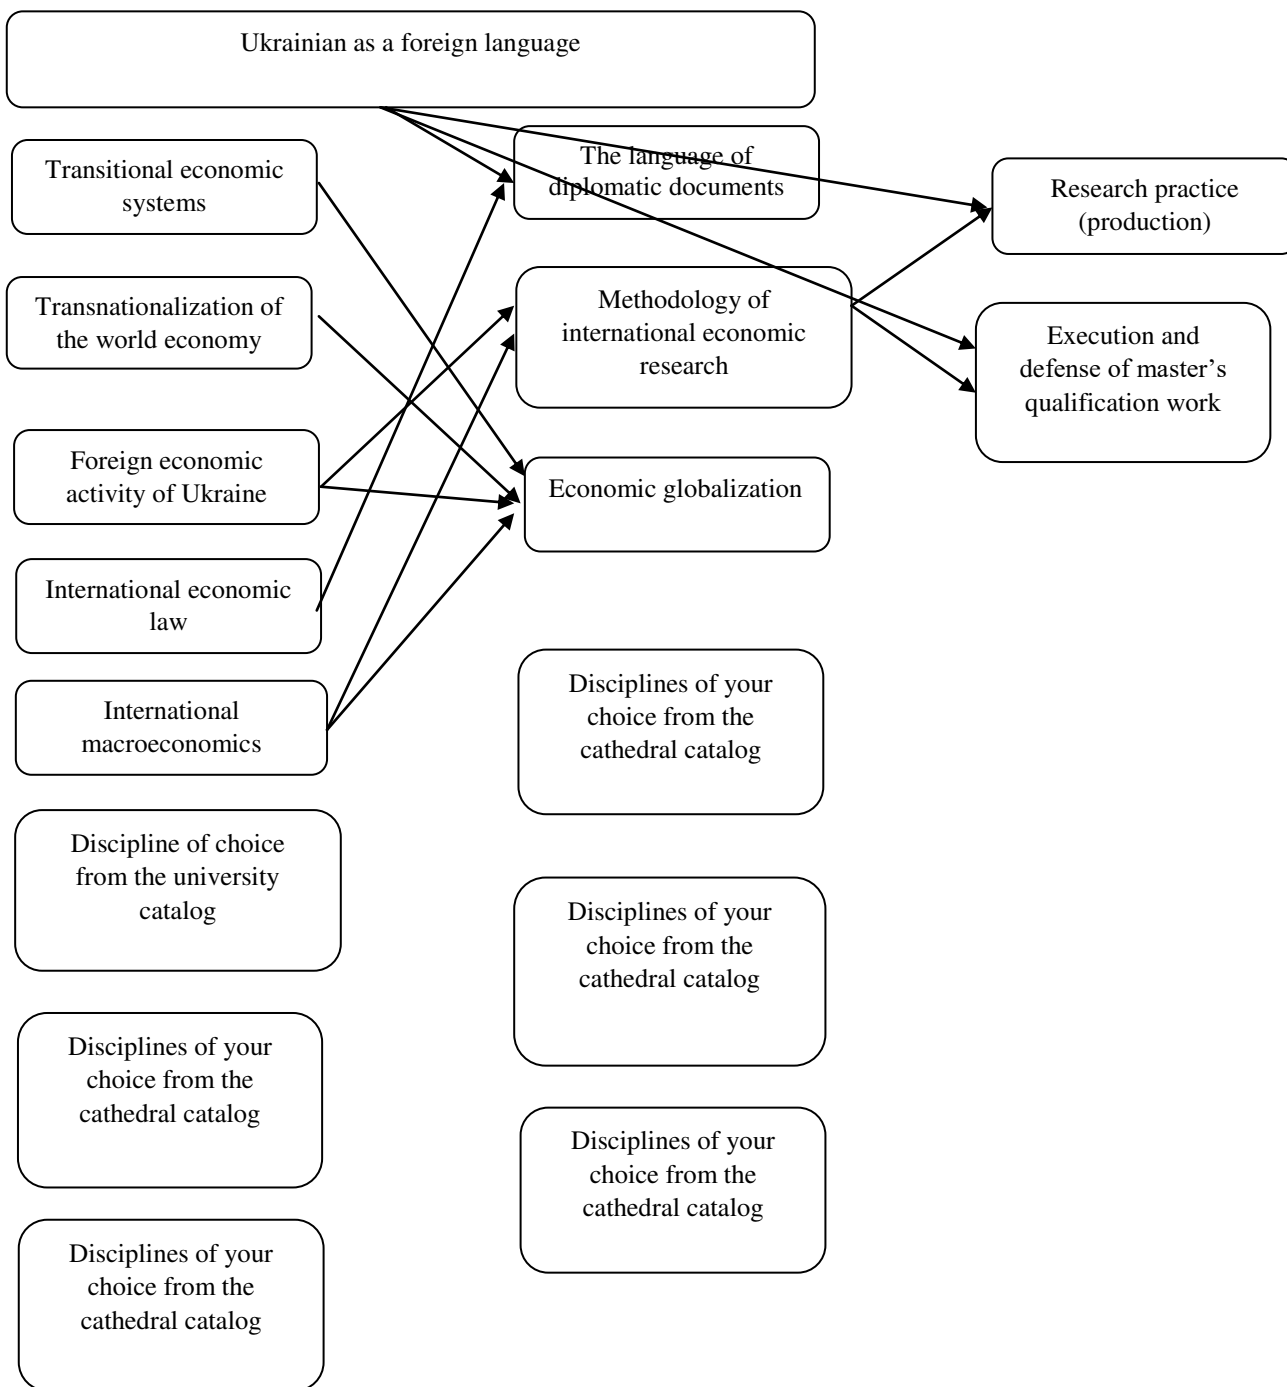 Ukrainian as a foreign language
Transitional economic
systems
The language of
diplomatic documents
Research practice
(production)
Transnationalization of
the world economy
Methodology of
international economic
research
Execution and
defense of master’s
qualification work
Foreign economic
activity of Ukraine
Economic globalization
International economic
law
International
macroeconomics
Disciplines of your
choice from the
cathedral catalog
Discipline of choice
from the university
catalog
Disciplines of your
choice from the
cathedral catalog
Disciplines of your
choice from the
cathedral catalog
Disciplines of your
choice from the
cathedral catalog
Disciplines of your
choice from the
cathedral catalog